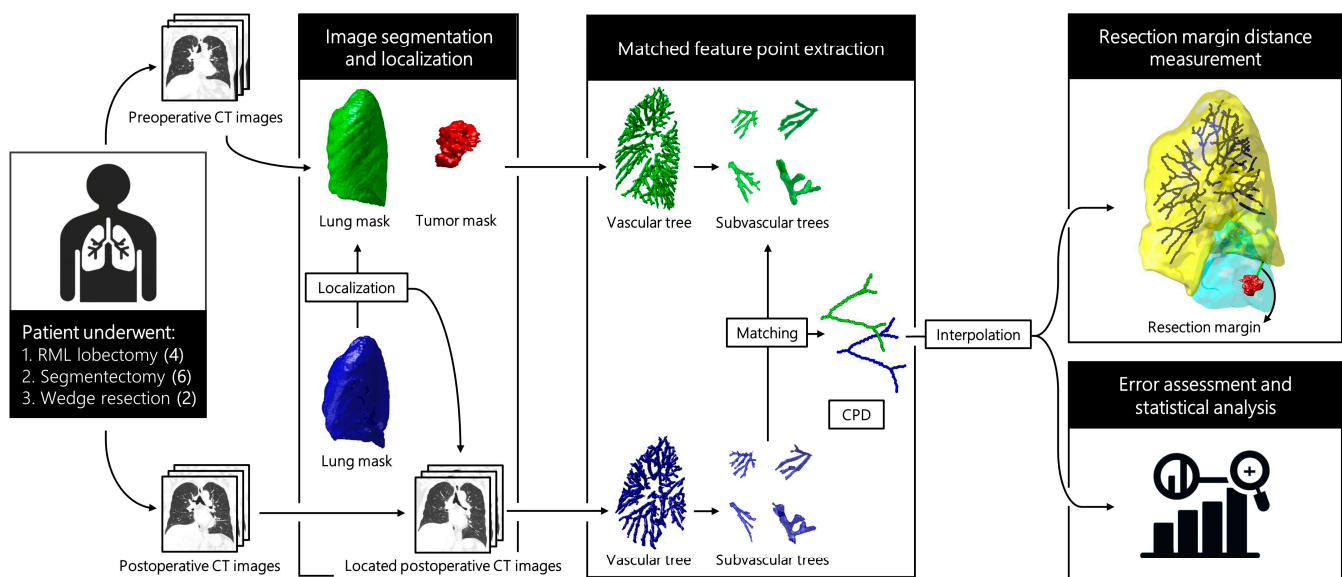 Preoperative CT images
Patient underwent:
1. RML lobectomy (4)
2. Segmentectomy (6)
3. Wedge resection (2)
Postoperative CT images
Image segmentation
and localization
Lung mask
Tumor mask
Localization
Lung mask
Located postoperative CT images
Matched feature point extraction
Vascular tree
Subvascular trees
Matching
CPD
Vascular tree
Subvascular trees
Interpolation
Resection margin distance
measurement
Resection margin
Error assessment and
statistical analysis